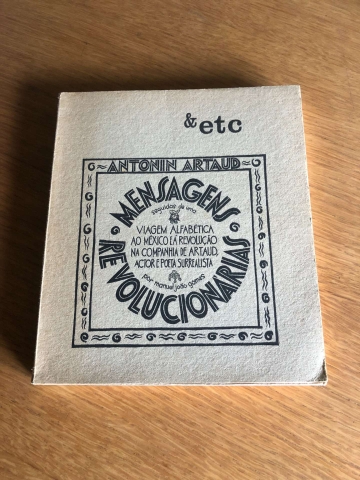 & etc
ANTONIN ARTAUD
MENSAGENS
REVOLUCIONARIAS
seguidas de uma
VIAGEM ALFABÉTICA
AO MÉXICO E À REVOLUÇÃO
NA COMPANHIA DE ARTAUD,
ACTOR E POETA SURREALISTA
por manuel joão gomes